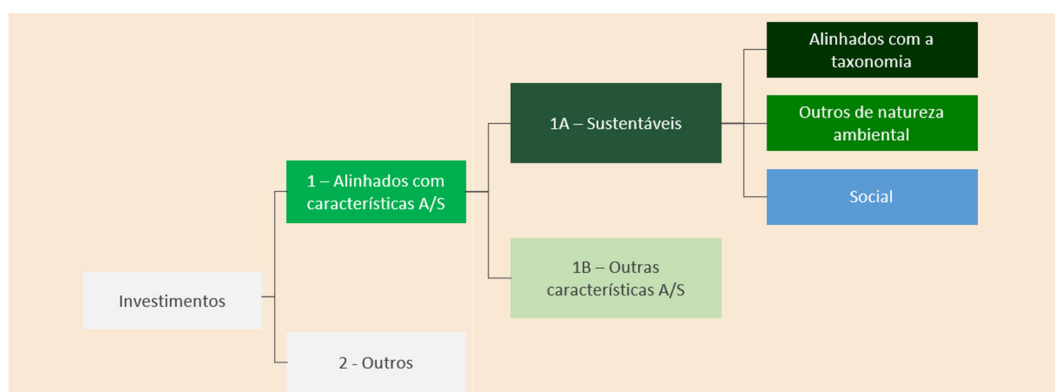 Investimentos
1 – Alinhados com
características A/S
2 - Outros
1A – Sustentáveis
1B – Outras
características A/S
Alinhados com a
taxonomia
Outros de natureza
ambiental
Social